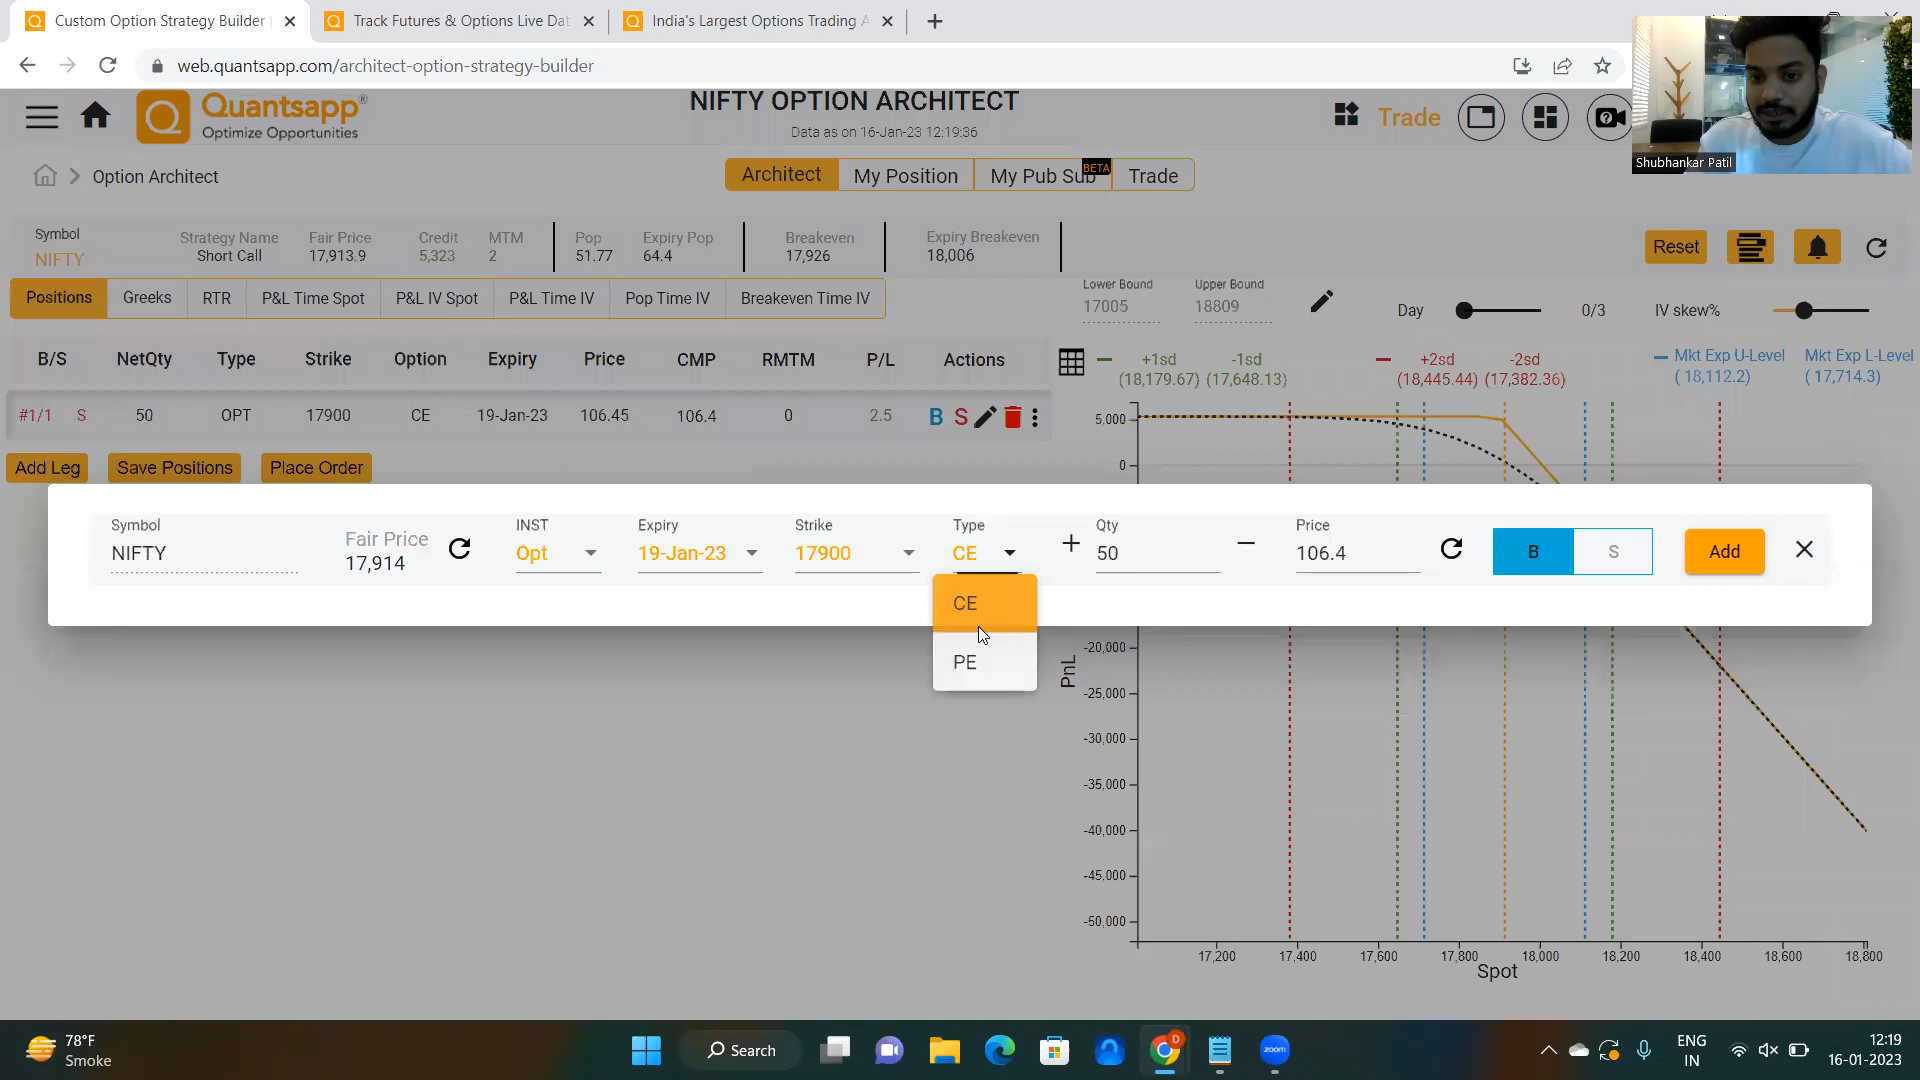 Custom Option Strategy Builder
Track Futures & Options Live Dat
India's Largest Options Trading A
web.quantsapp.com/architect-option-strategy-builder
Quantsapp®
Optimize Opportunities
NIFTY OPTION ARCHITECT
Data as on 16-Jan-23 12:19:36
Trade
Shubhankar Patil
Option Architect
Architect
My Position
My Pub Sub
BETA
Trade
Symbol
NIFTY
Strategy Name
Short Call
Fair Price
17,913.9
Credit
5,323
MTM
2
Pop
51.77
Expiry Pop
64.4
Breakeven
17,926
Expiry Breakeven
18,006
Reset
Positions
Greeks
RTR
P&L Time Spot
P&L IV Spot
P&L Time IV
Pop Time IV
Breakeven Time IV
Lower Bound
17005
Upper Bound
18809
Day
0/3
IV skew%
B/S NetQty Type Strike Option Expiry Price CMP RMTM P/L Actions
#1/1 S 50 OPT 17900 CE 19-Jan-23 106.45 106.4 0 2.5 B S
+1sd
(18,179.67)
-1sd
(17,648.13)
+2sd
(18,445.44)
-2sd
(17,382.36)
Mkt Exp U-Level
( 18,112.2)
Mkt Exp L-Level
( 17,714.3)
Add Leg
Save Positions
Place Order
5,000
0
Symbol
NIFTY
Fair Price
17,914
INST
Opt
Expiry
19-Jan-23
Strike
17900
Type
CE
Qty
50
Price
106.4
B
S
Add
CE
PE
PnL
-20,000
-25,000
-30,000
-35,000
-40,000
-45,000
-50,000
17,200 17,400 17,600 17,800 18,000 18,200 18,400 18,600 18,800
Spot
78°F
Smoke
Search
D
zoom
ENG
IN
12:19
16-01-2023